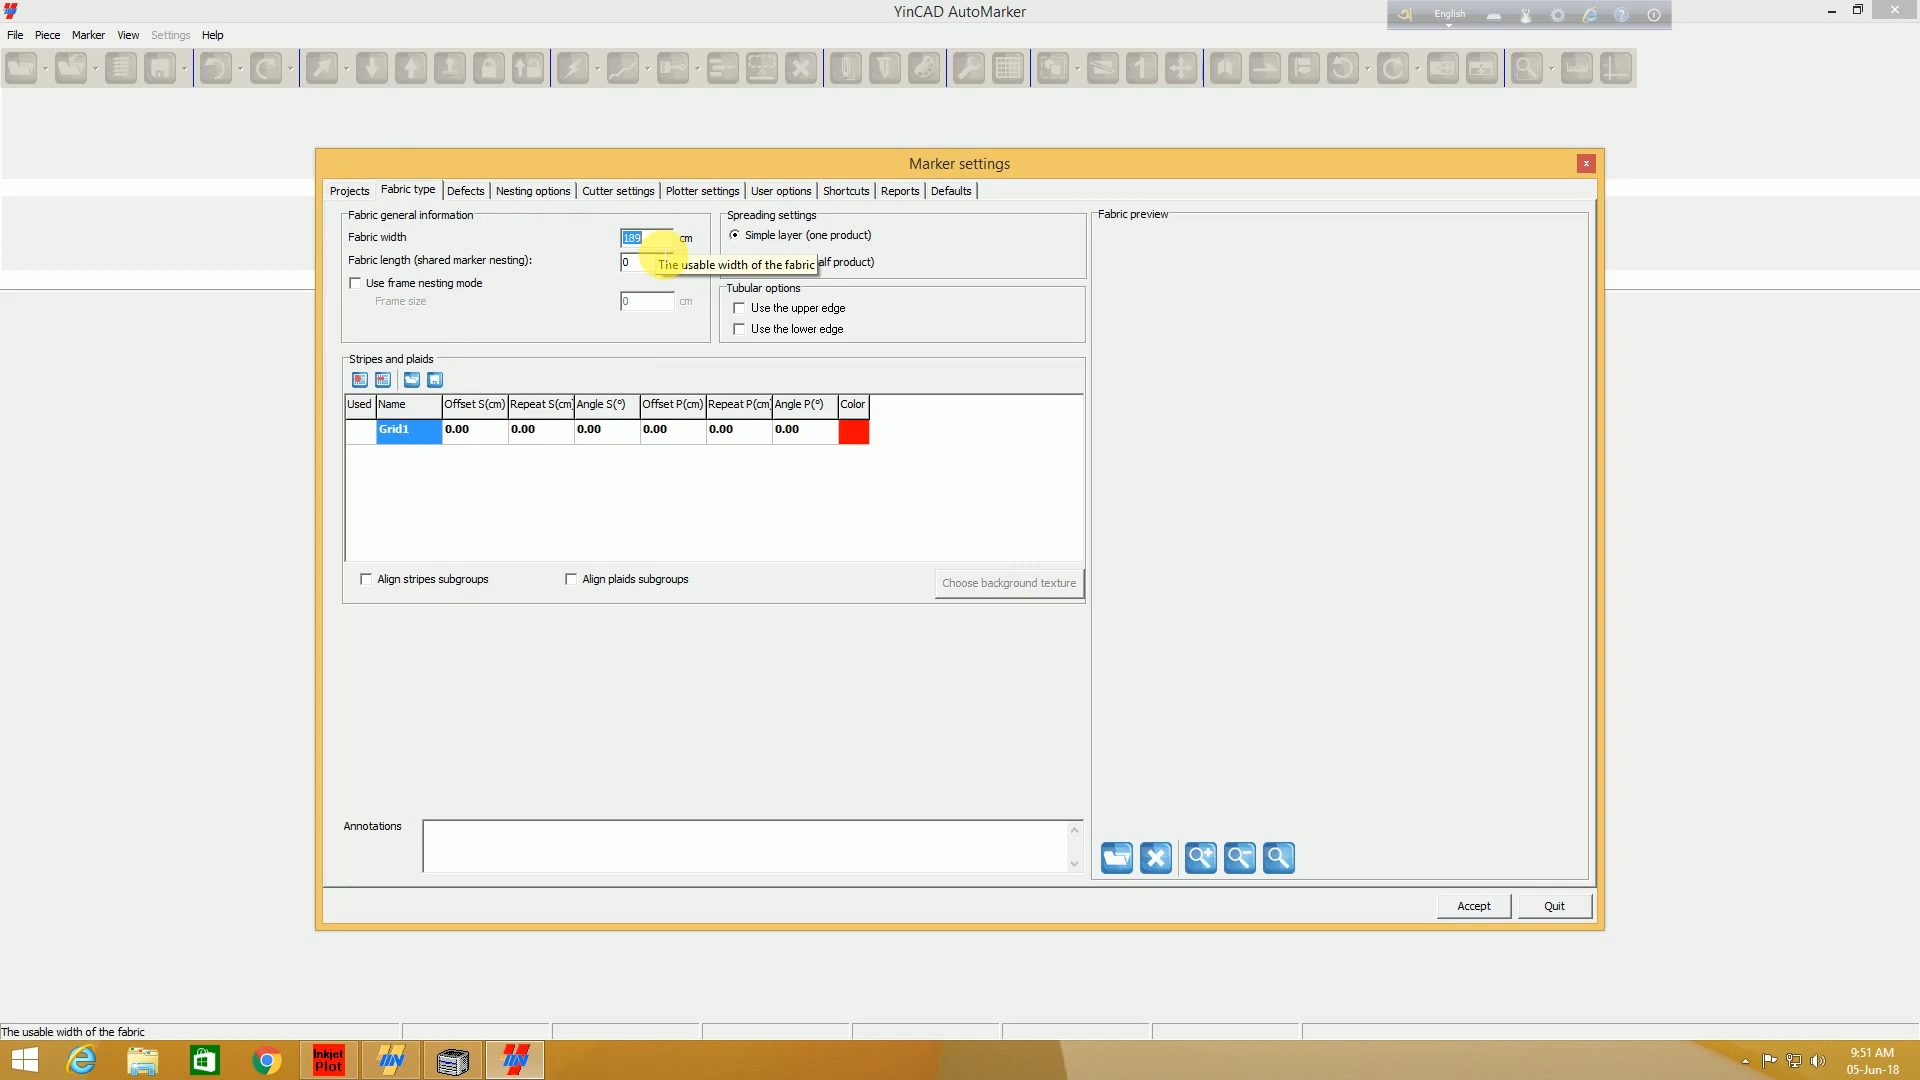 YinCAD AutoMarker
English
File Piece Marker View Settings Help
1
Marker settings
x
Projects Fabric type Defects Nesting options Cutter settings Plotter settings User options Shortcuts Reports Defaults
Fabric general information
Fabric width 189 cm
Fabric length (shared marker nesting): 0
Use frame nesting mode
Frame size 0 cm
Spreading settings
Simple layer (one product)
alf product)
The usable width of the fabric
Tubular options
Use the upper edge
Use the lower edge
Fabric preview
Stripes and plaids
Used Name Offset S(cm) Repeat S(cm) Angle S(°) Offset P(cm) Repeat P(cm) Angle P(°) Color
Grid1 0.00 0.00 0.00 0.00 0.00 0.00
Align stripes subgroups Align plaids subgroups Choose background texture
Annotations
Accept Quit
The usable width of the fabric
Inkjet
Plot
9:51 AM
05-Jun-18